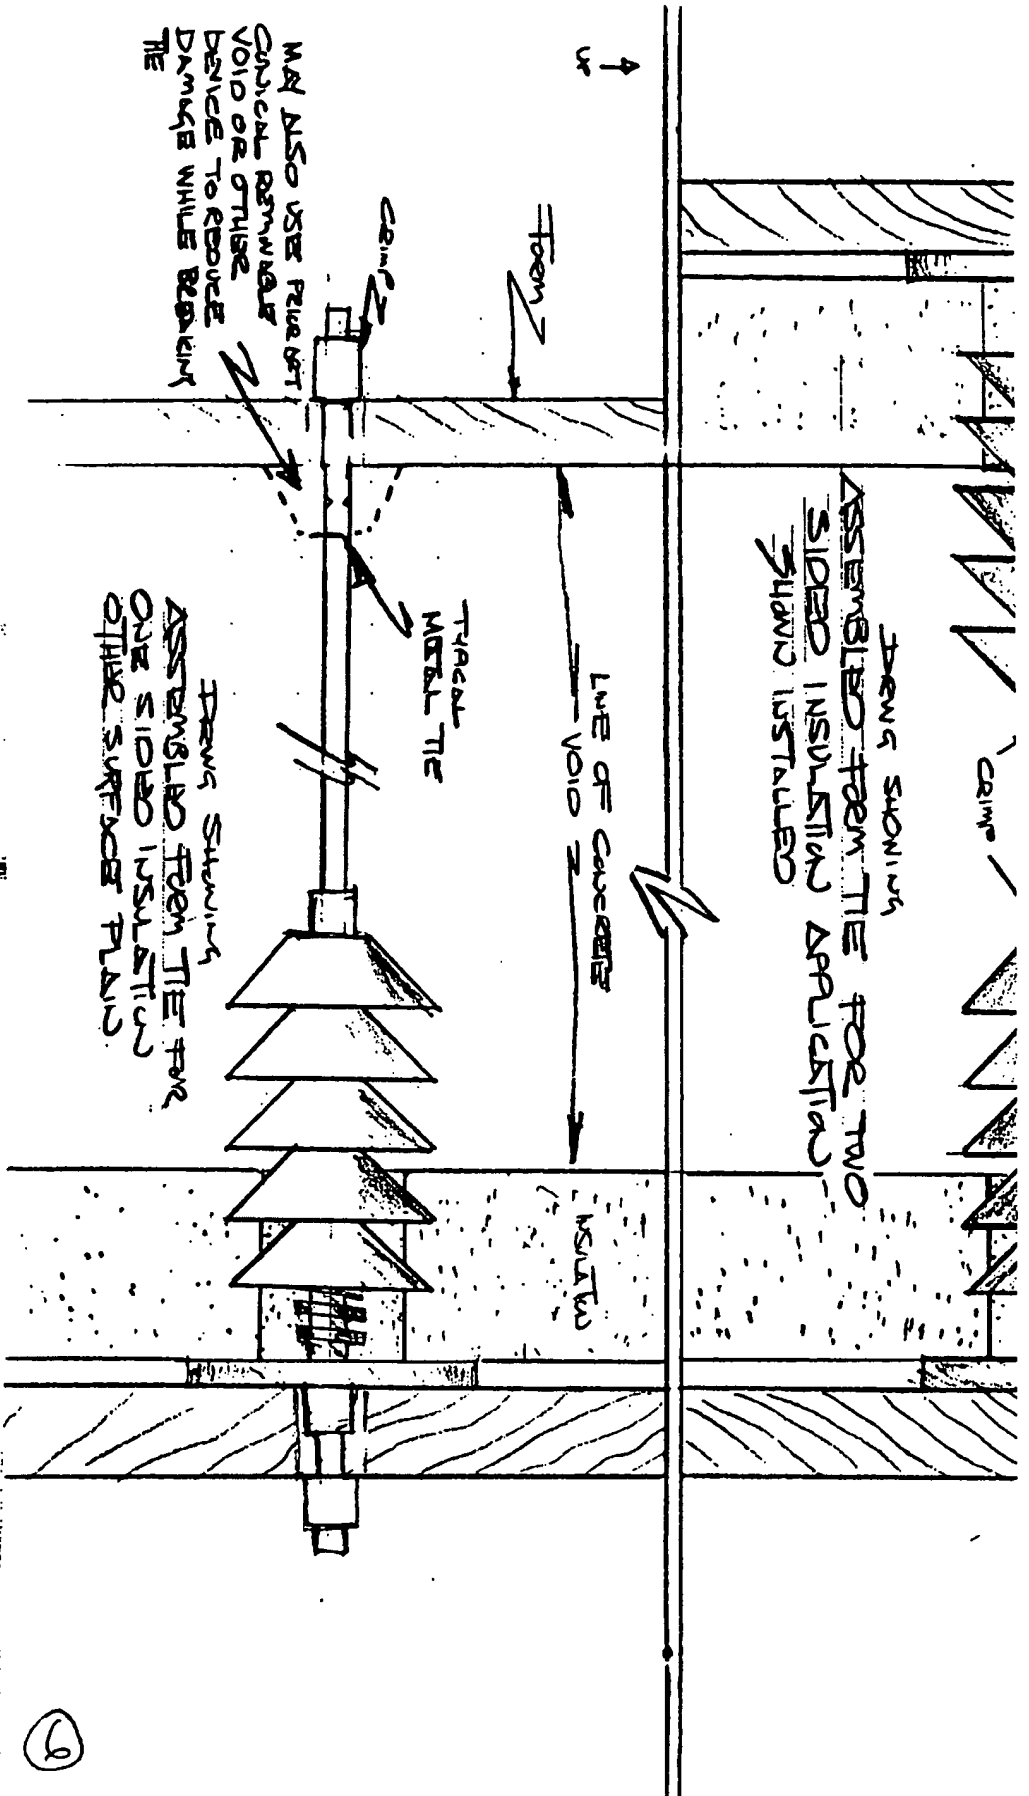 UP
MAY ALSO USE PRIOR ART
CONICAL REMOVABLE
VOID OR OTHER
DEVICE TO REDUCE
DAMAGE WHILE BREAKING
TIE
CRIMP
FORM
TYPICAL
METAL TIE
LINE OF CONCRETE
VOID
INSULATION
DRWG SHOWING
ASSEMBLED FORM TIE FOR
ONE SIDED INSULATION
OTHER SURFACE PLAIN
DRWG SHOWING
ASSEMBLED FORM TIE FOR TWO
SIDED INSULATION APPLICATION
SHOWN INSTALLED
CRIMP
6